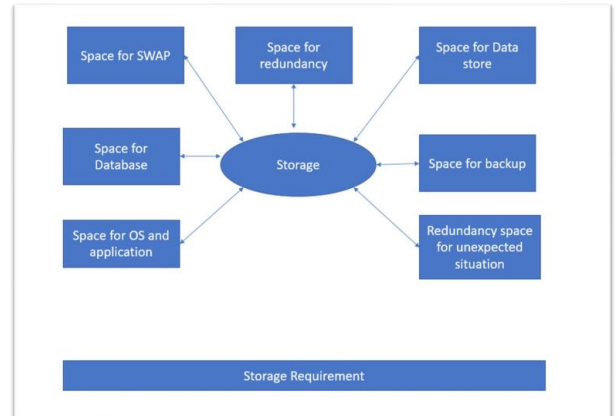 Space for SWAP
Space for
redundancy
Space for Data
store
Space for
Database
Storage
Space for backup
Space for OS and
application
Redundancy space
for unexpected
situation
Storage Requirement